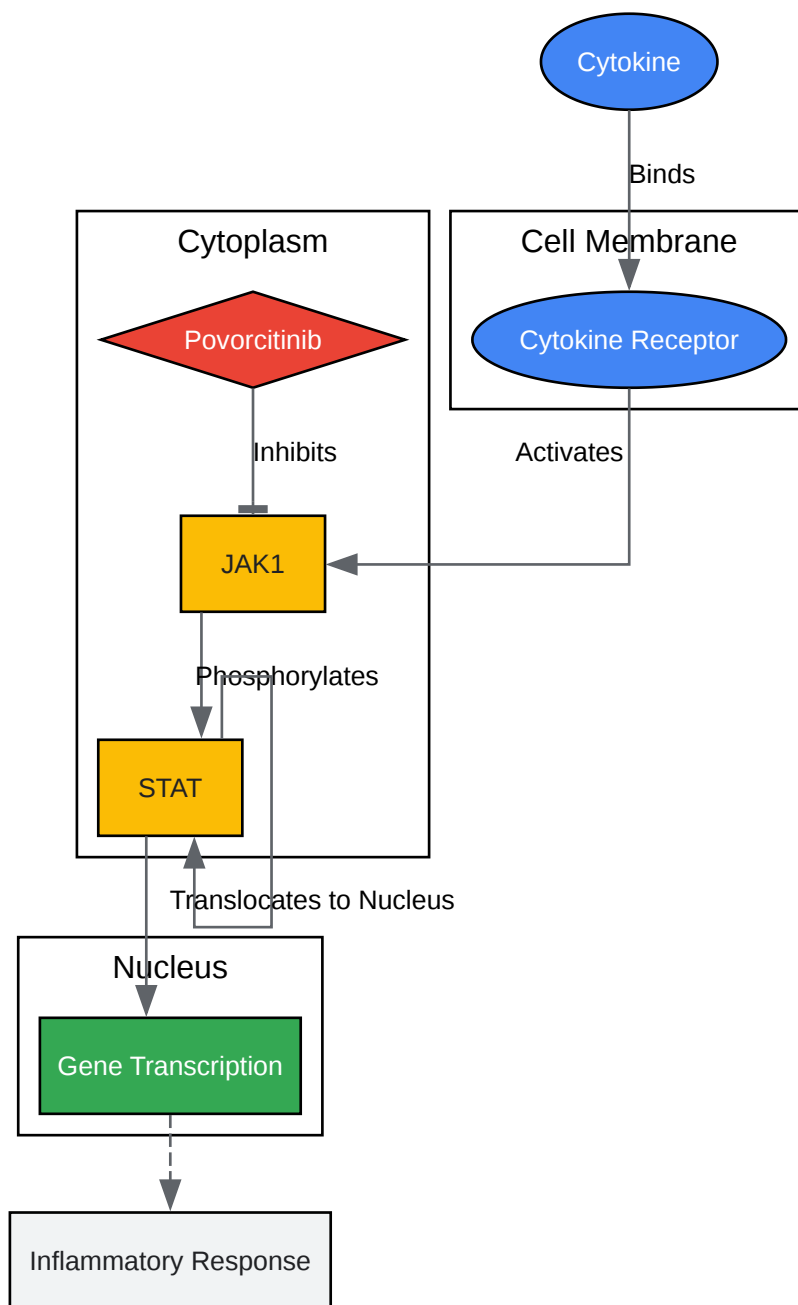 Cytokine
Binds
Cytoplasm
Cell Membrane
Povorcitinib
Cytokine Receptor
Inhibits
Activates
JAK1
Phosphorylates
STAT
Translocates to Nucleus
Nucleus
Gene Transcription
Inflammatory Response